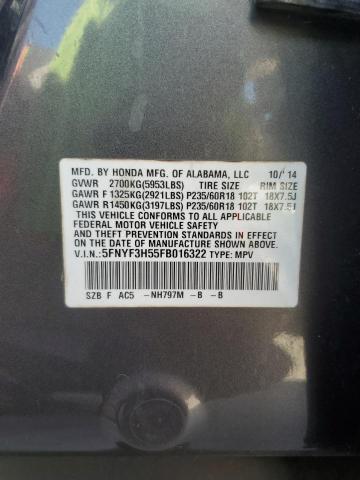 MFD. BY HONDA MFG. OF ALABAMA, LLC 10/ 14
GVWR 2700KG(5953LBS) TIRE SIZE RIM SIZE
GAWR F 1325KG(2921LBS) P235/60R18 102T 18X7.5J
GAWR R 1450KG(3197LBS) P235/60R18 102T 18X7.5J
THIS VEHICLE CONFORMS TO ALL APPLICABLE
FEDERAL MOTOR VEHICLE SAFETY
AND THEFT PREVENTION STANDARDS IN EFFECT
ON THE DATE OF MANUFACTURE SHOWN ABOVE.
V.I.N.:5FNYF3H55FB016322 TYPE: MPV
SZB F AC5 -NH797M -B -B